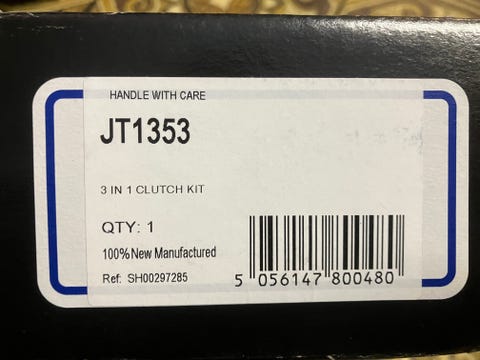 HANDLE WITH CARE
JT1353
3 IN 1 CLUTCH KIT
QTY: 1
100% New Manufactured
Ref: SH00297285
5 056147 800480